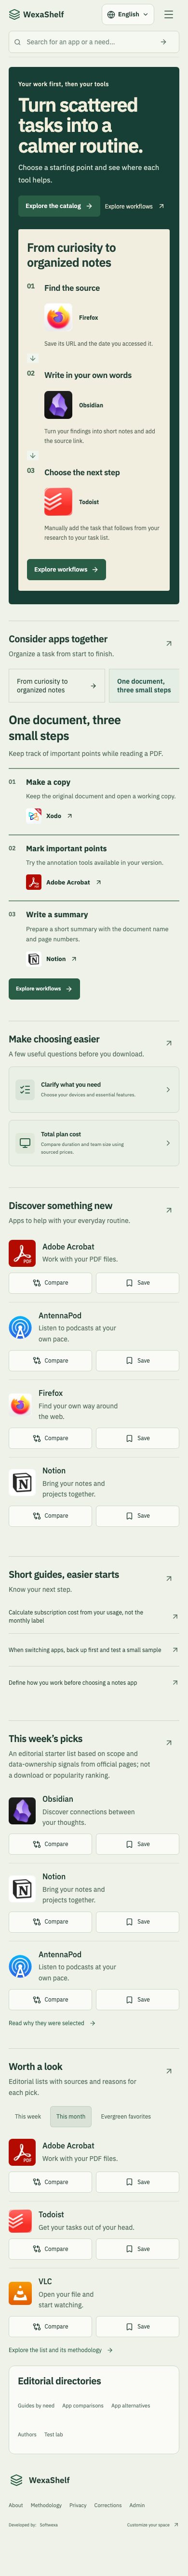 WexaShelf
English
Search for an app or a need...
Your work first, then your tools
Turn scattered
tasks into a
calmer routine.
Choose a starting point and see where each
tool helps.
Explore the catalog
Explore workflows
From curiosity to
organized notes
01
Find the source
Firefox
Save its URL and the date you accessed it.
02
Write in your own words
Obsidian
Turn your findings into short notes and add
the source link.
03
Choose the next step
Todoist
Manually add the task that follows from your
research to your task list.
Explore workflows
Consider apps together
Organize a task from start to finish.
From curiosity to
organized notes
One document,
three small steps
One document, three
small steps
Keep track of important points while reading a PDF.
01
Make a copy
Keep the original document and open a working copy.
Xodo
02
Mark important points
Try the annotation tools available in your version.
Adobe Acrobat
03
Write a summary
Prepare a short summary with the document name
and page numbers.
Notion
Explore workflows
Make choosing easier
A few useful questions before you download.
Clarify what you need
Choose your devices and essential features.
Total plan cost
Compare duration and team size using
sourced prices.
Discover something new
Apps to help with your everyday routine.
Adobe Acrobat
Work with your PDF files.
Compare
Save
AntennaPod
Listen to podcasts at your
own pace.
Compare
Save
Firefox
Find your own way around
the web.
Compare
Save
Notion
Bring your notes and
projects together.
Compare
Save
Short guides, easier starts
Know your next step.
Calculate subscription cost from your usage, not the
monthly label
When switching apps, back up first and test a small sample
Define how you work before choosing a notes app
This week's picks
An editorial starter list based on scope and
data-ownership signals from official pages; not
a download or popularity ranking.
Obsidian
Discover connections between
your thoughts.
Compare
Save
Notion
Bring your notes and
projects together.
Compare
Save
AntennaPod
Listen to podcasts at your
own pace.
Compare
Save
Read why they were selected
Worth a look
Editorial lists with sources and reasons for
each pick.
This week
This month
Evergreen favorites
Adobe Acrobat
Work with your PDF files.
Compare
Save
Todoist
Get your tasks out of your head.
Compare
Save
VLC
Open your file and
start watching.
Compare
Save
Explore the list and its methodology
Editorial directories
Guides by need
App comparisons
App alternatives
Authors
Test lab
WexaShelf
About
Methodology
Privacy
Corrections
Admin
Developed by: Softwexa
Customize your space